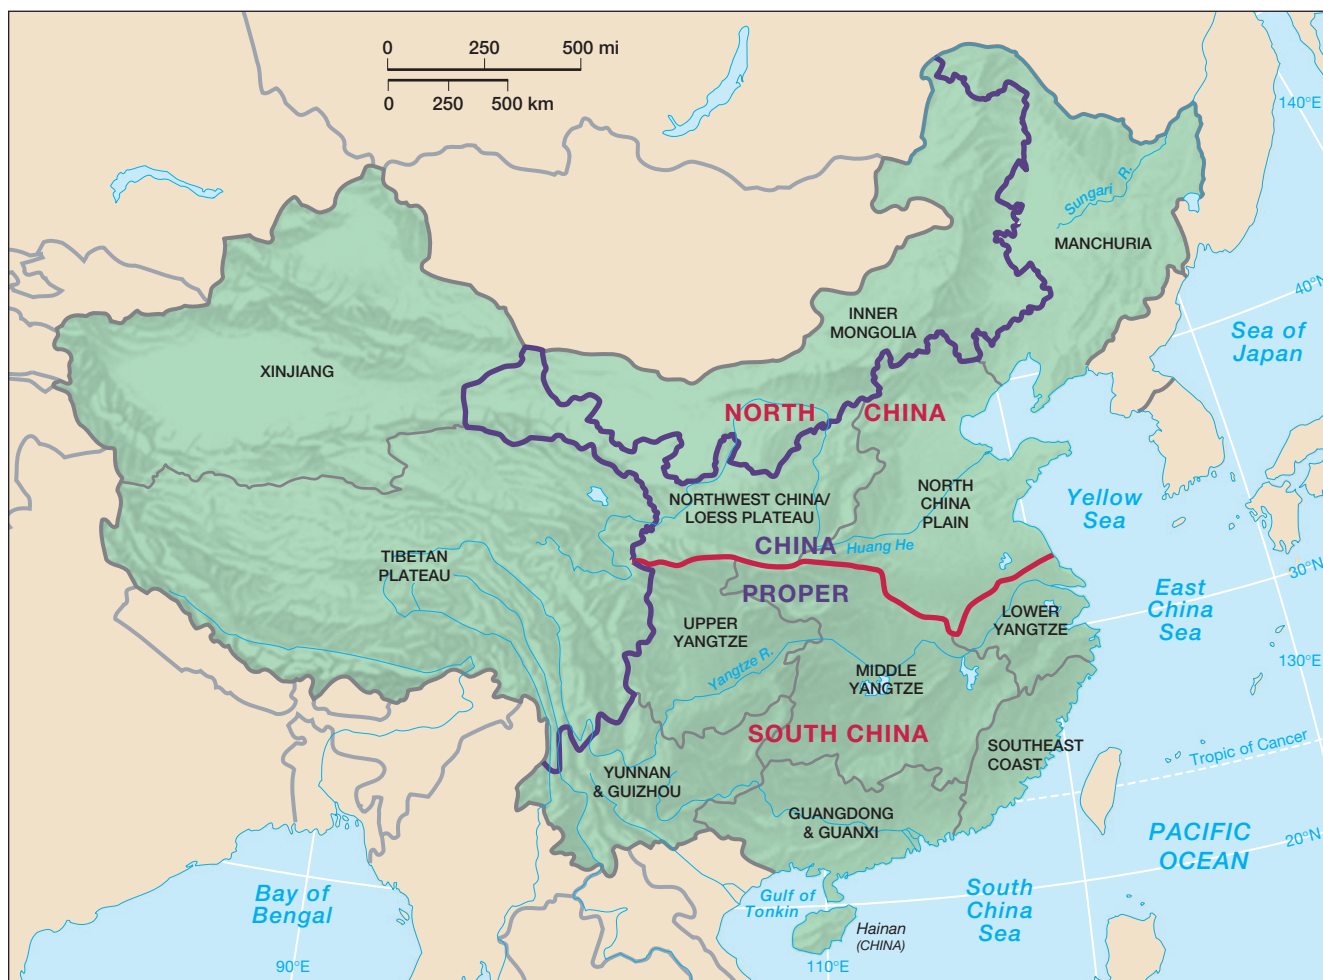 0 250 500 mi
0 250 500 km
140°E
Sungari R.
MANCHURIA
40°N
INNER
MONGOLIA
Sea of
Japan
XINJIANG
NORTH CHINA
NORTHWEST CHINA/
LOESS PLATEAU
NORTH
CHINA
PLAIN
Yellow
Sea
CHINA
Huang He
TIBETAN
PLATEAU
30°N
PROPER
East
China
Sea
UPPER
YANGTZE
LOWER
YANGTZE
Yangtze R.
MIDDLE
YANGTZE
130°E
SOUTH CHINA
SOUTHEAST
COAST
Tropic of Cancer
YUNNAN
& GUIZHOU
GUANGDONG
& GUANXI
PACIFIC
OCEAN
20°N
Bay of
Bengal
Gulf of
Tonkin
South
China
Sea
Hainan
(CHINA)
90°E
110°E